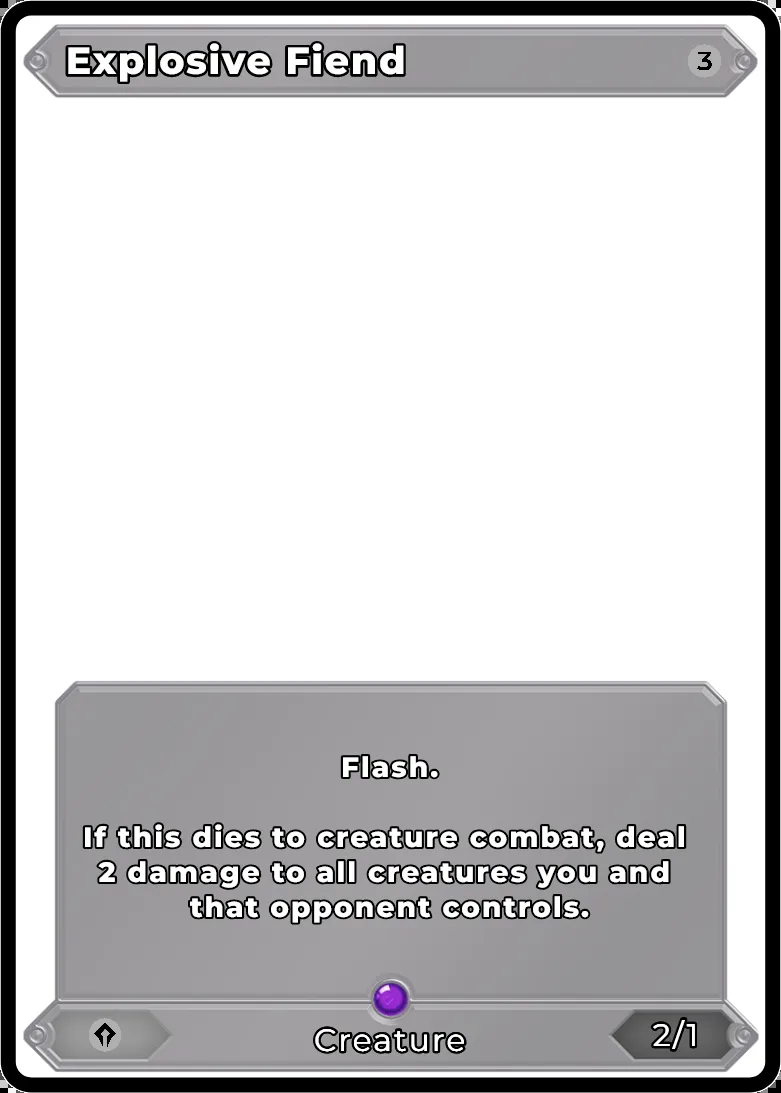 Explosive Fiend
3
Flash.
If this dies to creature combat, deal
2 damage to all creatures you and
that opponent controls.
Creature
2/1